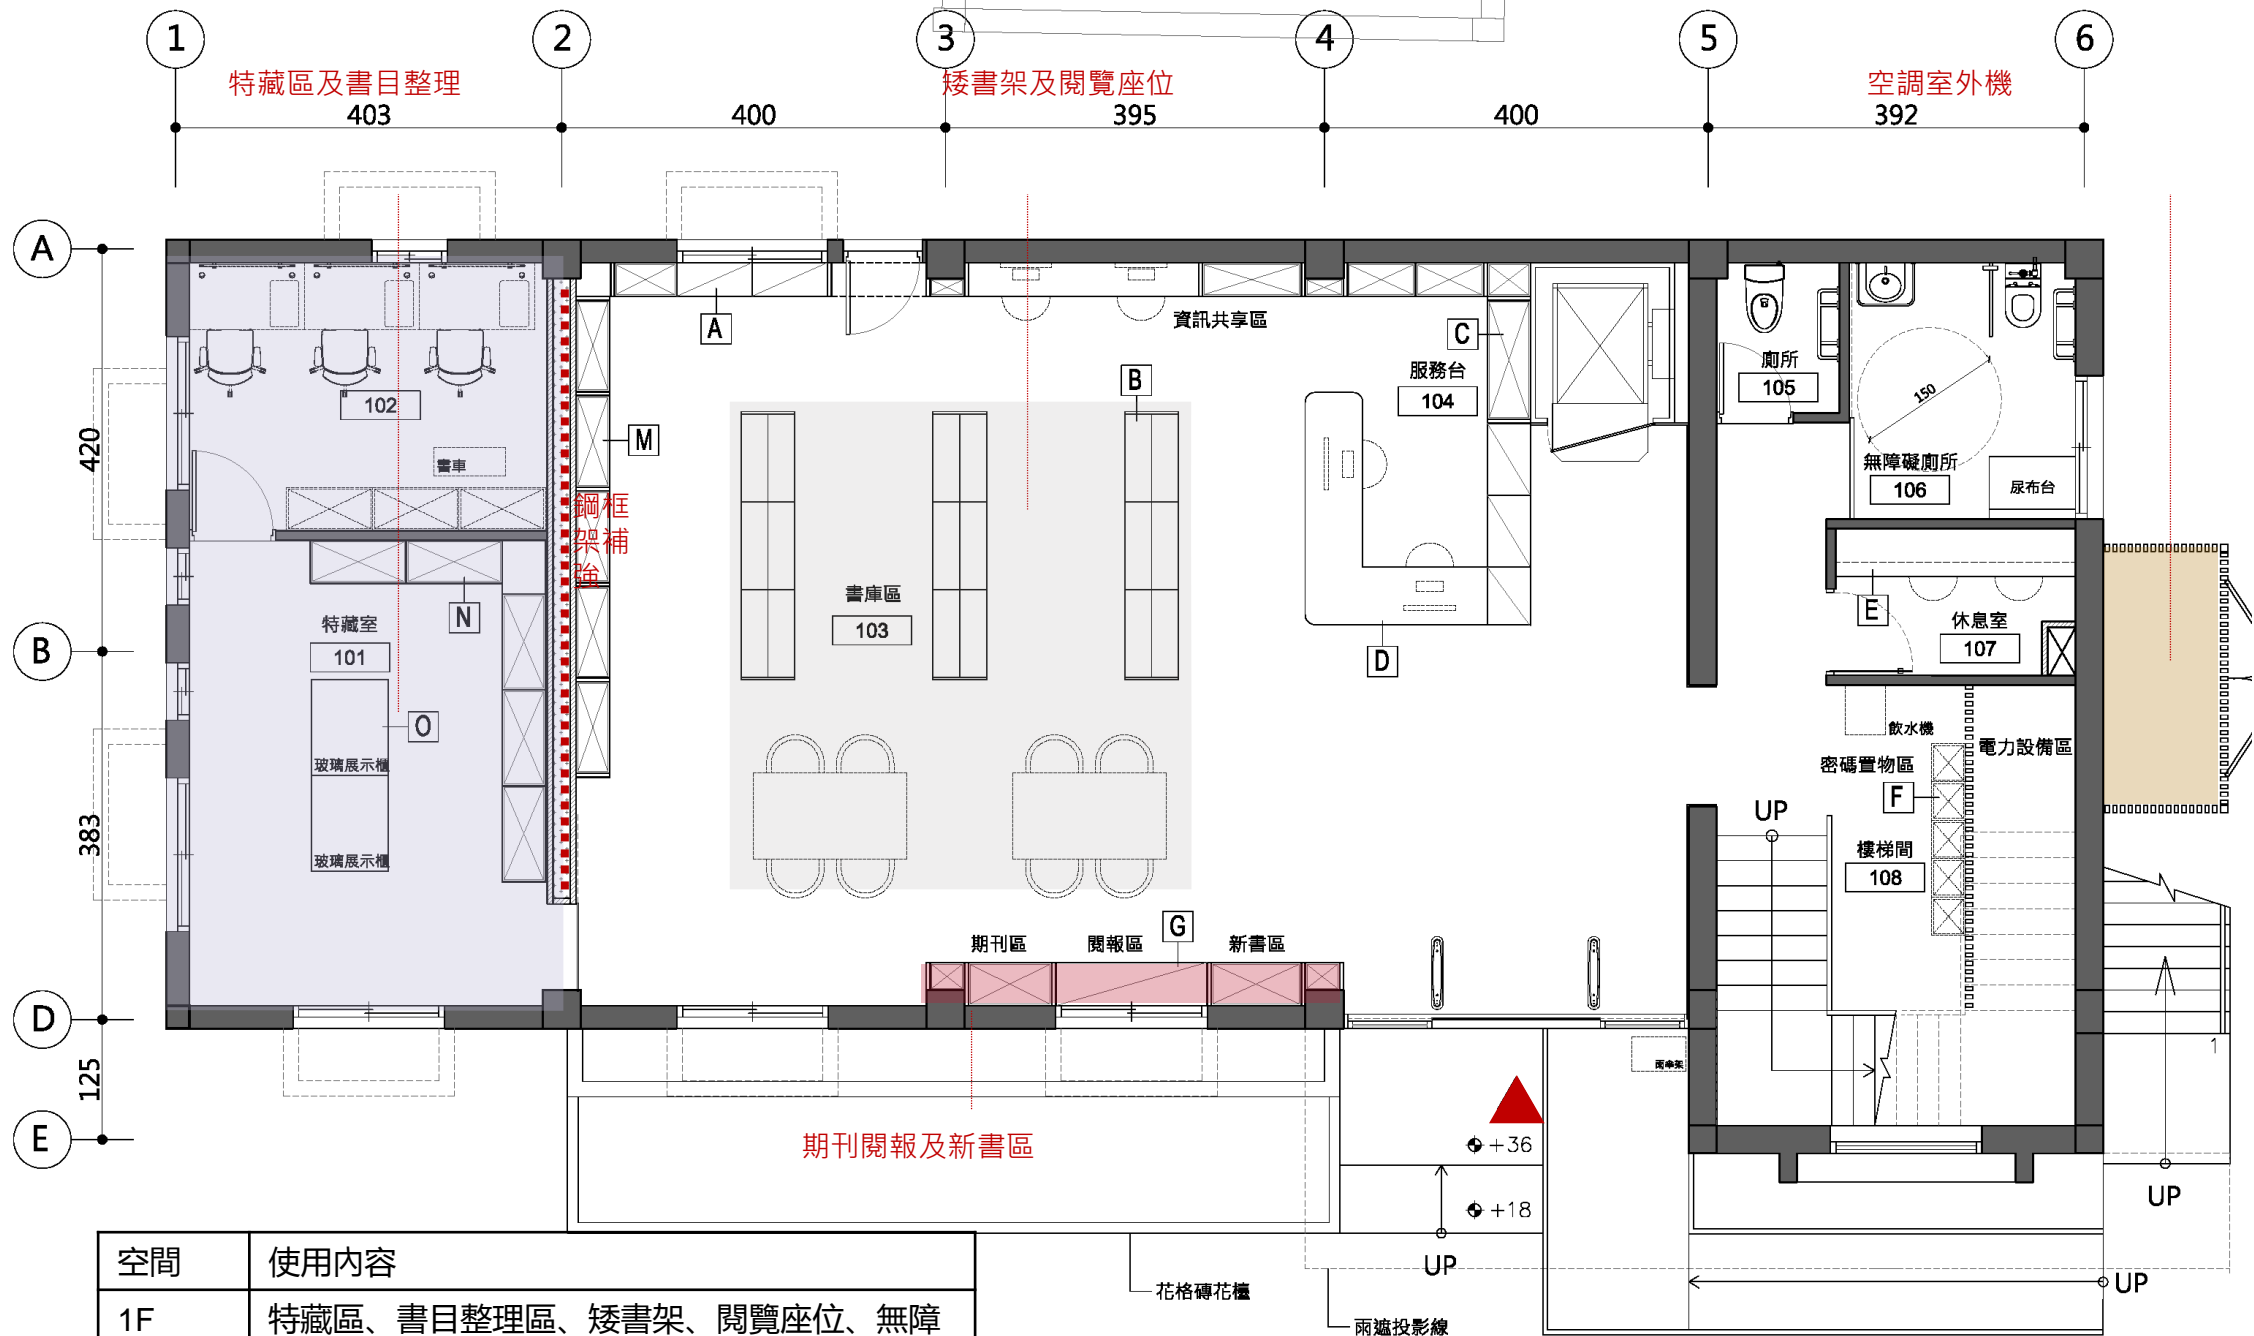 1 2 3 4 5 6
特藏區及書目整理 矮書架及閱覽座位 空調室外機
403 400 395 400 392
A
A
資訊共享區
C
廁所
105
服務台
104
B
150
102
M
420
書車
無障礙廁所
106
尿布台
鋼框
架補
強
N
書庫區
103
E
休息室
107
特藏室
101
B
D
O
飲水機
電力設備區
玻璃展示櫃
密碼置物區
F
UP
383
玻璃展示櫃
樓梯間
108
G
期刊區 閱報區 新書區
D
125
雨傘架
1
E
期刊閱報及新書區
+36
+18
UP
UP
UP
花格磚花檯
雨遮投影線
空間 使用內容
1F 特藏區、書目整理區、矮書架、閱覽座位、無障